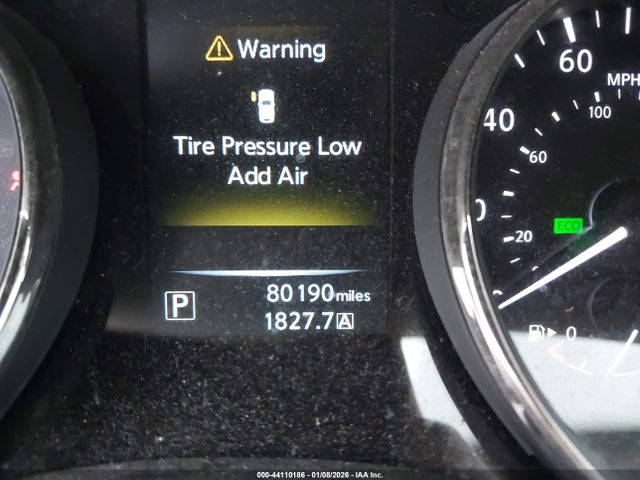 Warning
Tire Pressure Low
Add Air
P
80190 miles
1827.7 A
60
MPH
40
100
60
ECO
20
0
000-44110186 - 01/08/2026 - IAA Inc.